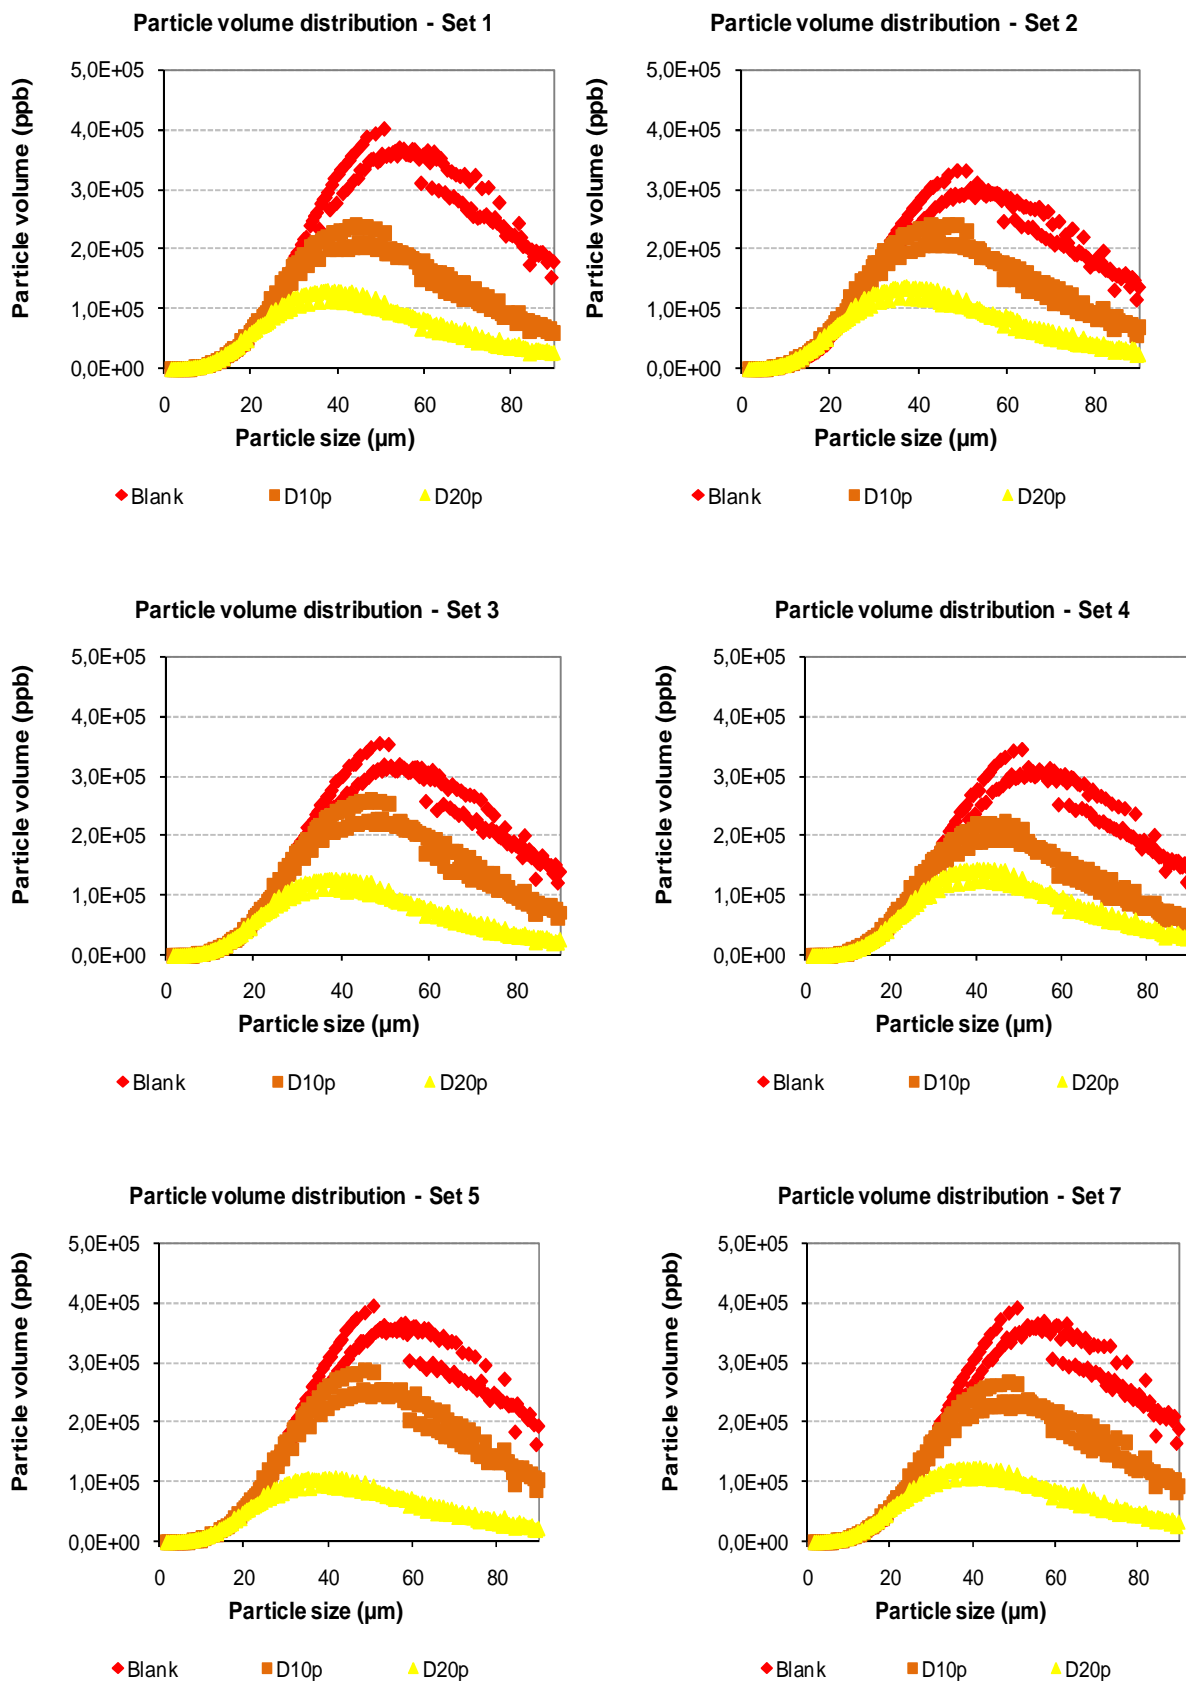 Particle volume distribution - Set 1
Particle volume (ppb)
5,0E+05
4,0E+05
3,0E+05
2,0E+05
1,0E+05
0,0E+00
0 20 40 60 80
Particle size (µm)
Blank D10p D20p
Particle volume distribution - Set 2
Particle volume (ppb)
5,0E+05
4,0E+05
3,0E+05
2,0E+05
1,0E+05
0,0E+00
0 20 40 60 80
Particle size (µm)
Blank D10p D20p
Particle volume distribution - Set 3
Particle volume (ppb)
5,0E+05
4,0E+05
3,0E+05
2,0E+05
1,0E+05
0,0E+00
0 20 40 60 80
Particle size (µm)
Blank D10p D20p
Particle volume distribution - Set 4
Particle volume (ppb)
5,0E+05
4,0E+05
3,0E+05
2,0E+05
1,0E+05
0,0E+00
0 20 40 60 80
Particle size (µm)
Blank D10p D20p
Particle volume distribution - Set 5
Particle volume (ppb)
5,0E+05
4,0E+05
3,0E+05
2,0E+05
1,0E+05
0,0E+00
0 20 40 60 80
Particle size (µm)
Blank D10p D20p
Particle volume distribution - Set 7
Particle volume (ppb)
5,0E+05
4,0E+05
3,0E+05
2,0E+05
1,0E+05
0,0E+00
0 20 40 60 80
Particle size (µm)
Blank D10p D20p